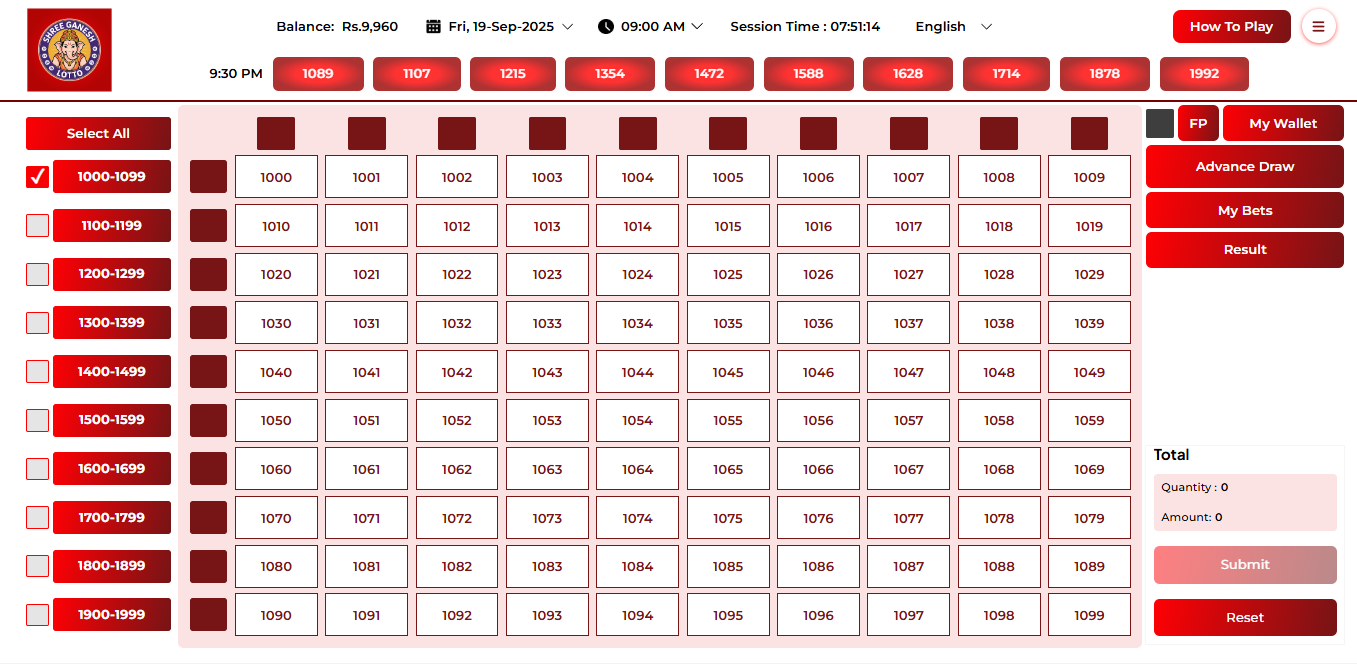 SHREE GANESH
LOTTO
Balance: Rs.9,960 Fri, 19-Sep-2025 09:00 AM Session Time : 07:51:14 English How To Play
9:30 PM 1089 1107 1215 1354 1472 1588 1628 1714 1878 1992
Select All FP My Wallet
1000-1099 1000 1001 1002 1003 1004 1005 1006 1007 1008 1009 Advance Draw
1100-1199 1010 1011 1012 1013 1014 1015 1016 1017 1018 1019 My Bets
1200-1299 1020 1021 1022 1023 1024 1025 1026 1027 1028 1029 Result
1300-1399 1030 1031 1032 1033 1034 1035 1036 1037 1038 1039
1400-1499 1040 1041 1042 1043 1044 1045 1046 1047 1048 1049
1500-1599 1050 1051 1052 1053 1054 1055 1056 1057 1058 1059
1600-1699 1060 1061 1062 1063 1064 1065 1066 1067 1068 1069
1700-1799 1070 1071 1072 1073 1074 1075 1076 1077 1078 1079
1800-1899 1080 1081 1082 1083 1084 1085 1086 1087 1088 1089
1900-1999 1090 1091 1092 1093 1094 1095 1096 1097 1098 1099
Total
Quantity : 0
Amount: 0
Submit
Reset